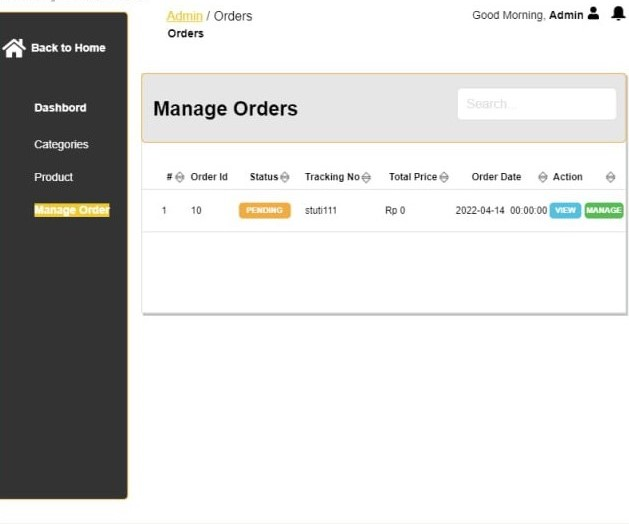 Admin / Orders
Orders
Good Morning, Admin
Back to Home
Dashbord
Categories
Product
Manage Order
Manage Orders
Search...
# Order Id Status Tracking No Total Price Order Date Action
1 10 PENDING stuti111 Rp 0 2022-04-14 00:00:00 VIEW MANAGE